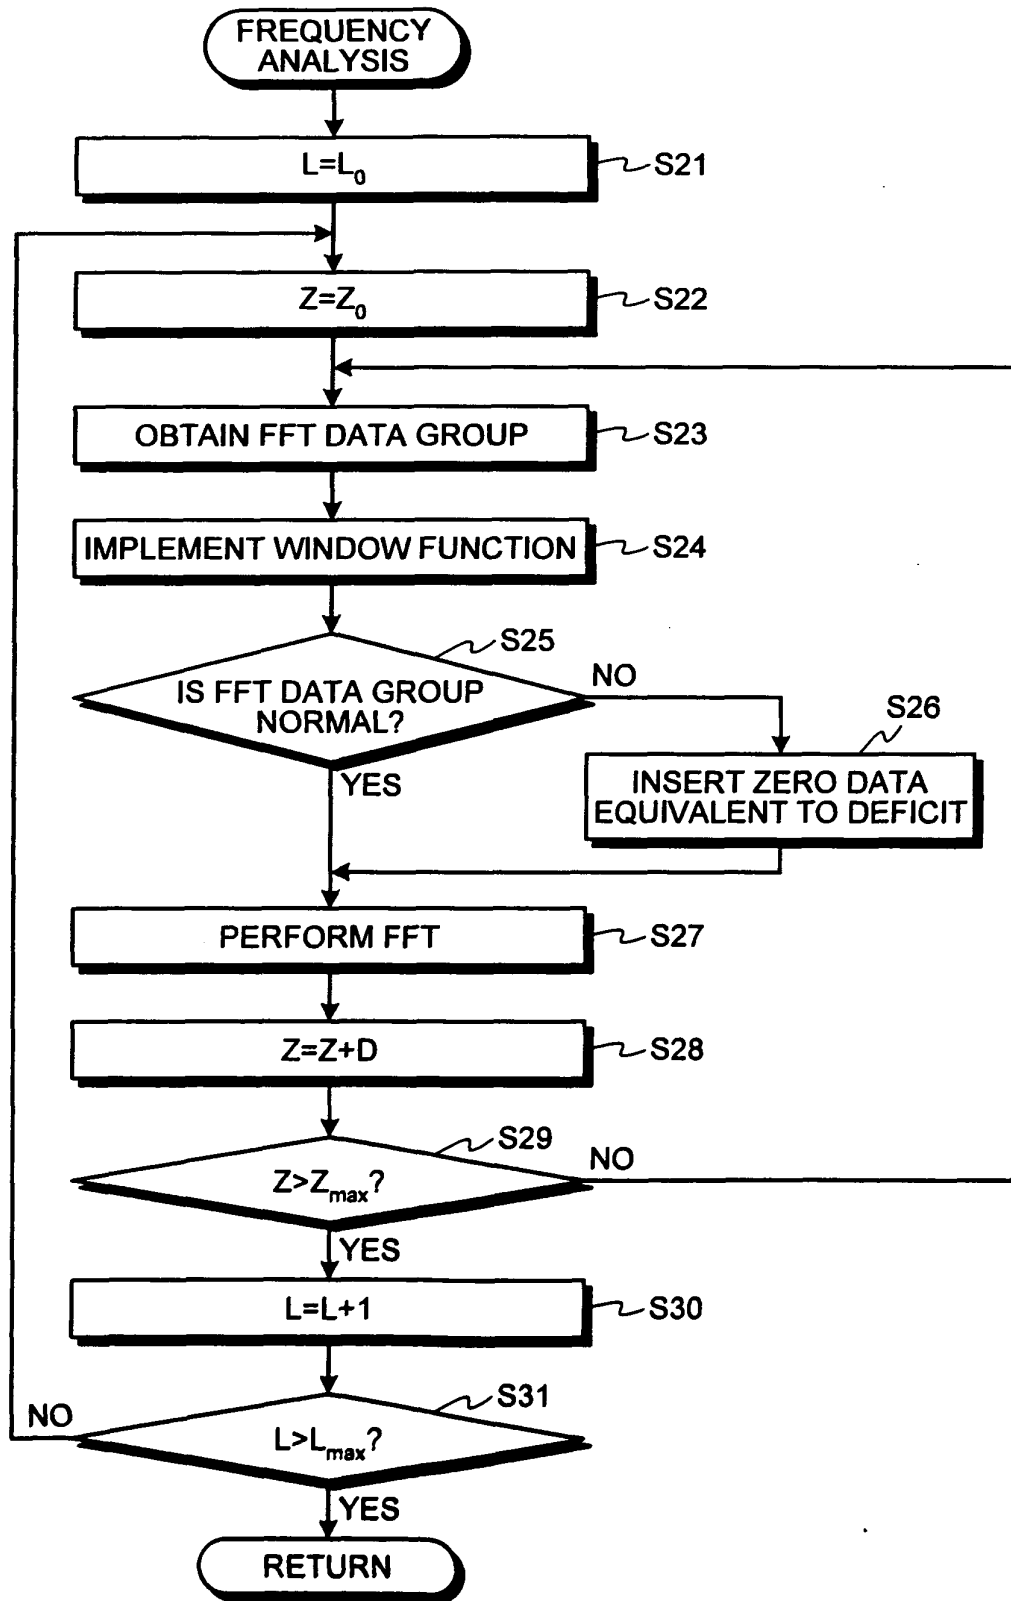 FREQUENCY
ANALYSIS
L=L₀
S21
Z=Z₀
S22
OBTAIN FFT DATA GROUP
S23
IMPLEMENT WINDOW FUNCTION
S24
S25
IS FFT DATA GROUP
NORMAL?
NO
YES
S26
INSERT ZERO DATA
EQUIVALENT TO DEFICIT
PERFORM FFT
S27
Z=Z+D
S28
S29
Z>Zmax?
NO
YES
L=L+1
S30
S31
L>Lmax?
NO
YES
RETURN